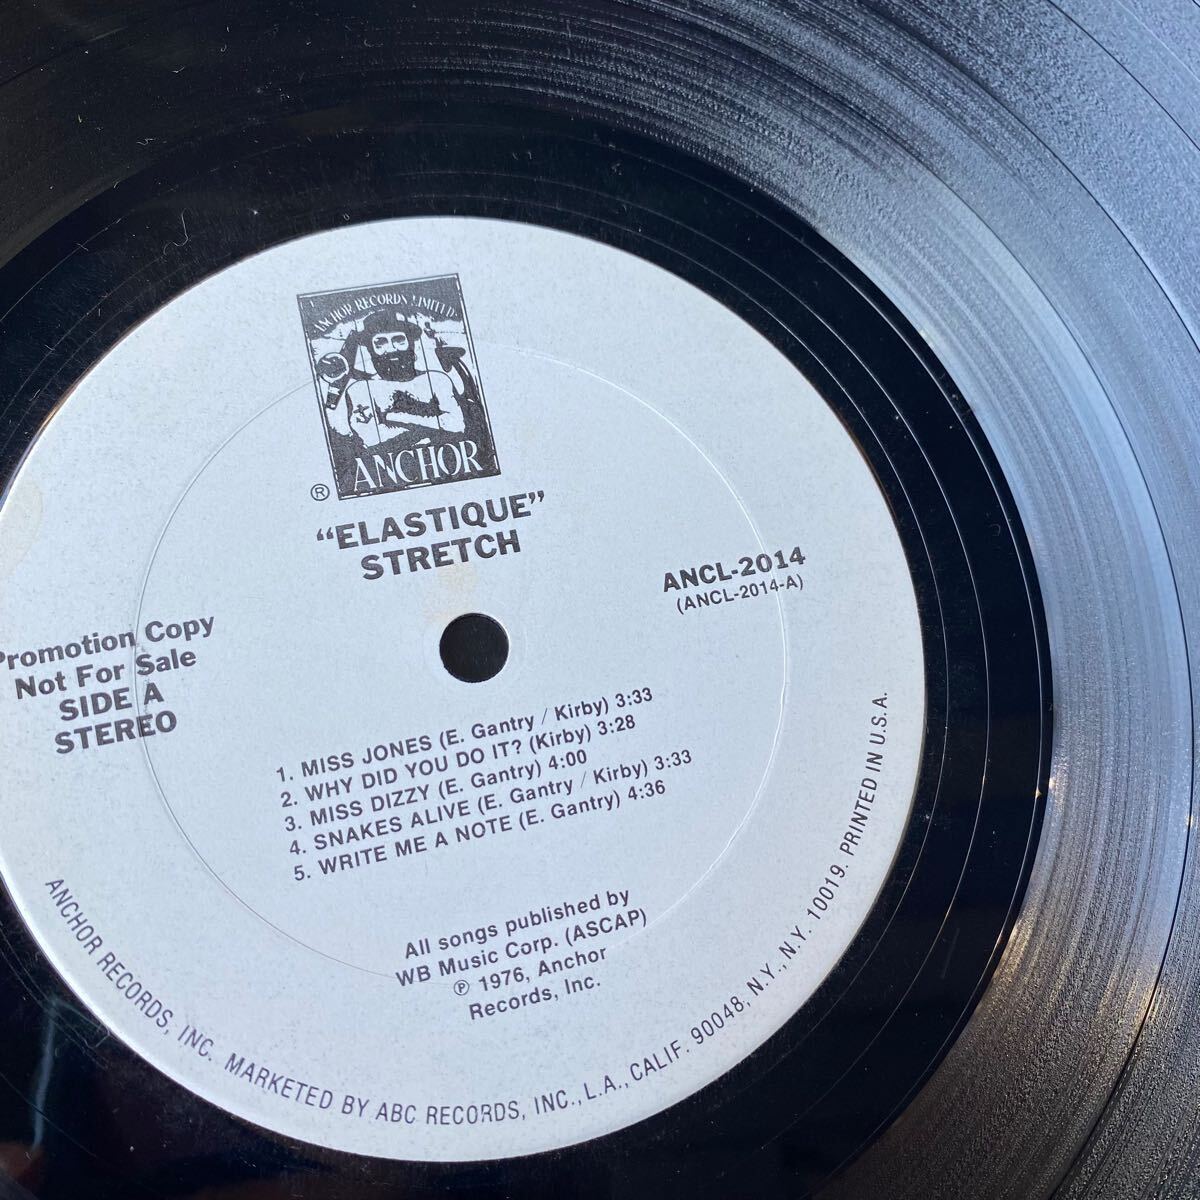 ANCHOR RECORDS LIMITED
ANCHOR
®
“ELASTIQUE”
STRETCH
ANCL-2014
(ANCL-2014-A)
Promotion Copy
Not For Sale
SIDE A
STEREO
1. MISS JONES (E. Gantry / Kirby) 3:33
2. WHY DID YOU DO IT? (Kirby) 3:28
3. MISS DIZZY (E. Gantry) 4:00
4. SNAKES ALIVE (E. Gantry / Kirby) 3:33
5. WRITE ME A NOTE (E. Gantry) 4:36
All songs published by
WB Music Corp. (ASCAP)
℗ 1976, Anchor
Records, Inc.
ANCHOR RECORDS, INC. MARKETED BY ABC RECORDS, INC., L.A., CALIF. 90048, N.Y., N.Y. 10019. PRINTED IN U.S.A.